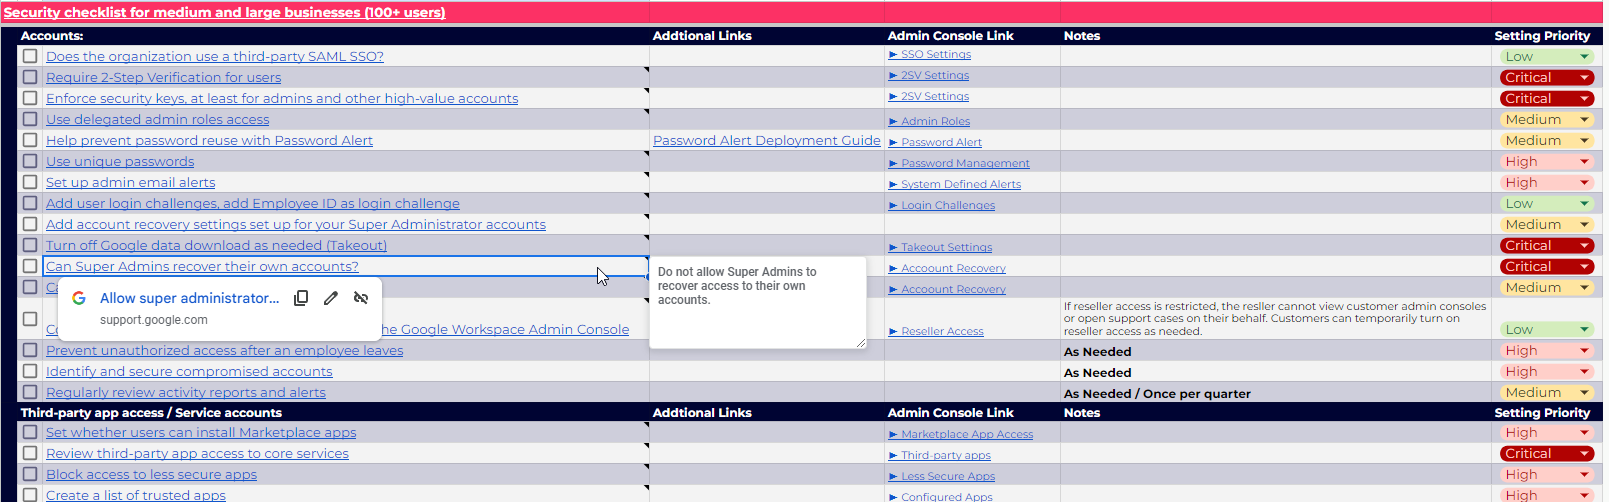 Security checklist for medium and large businesses (100+ users)
Accounts: Addtional Links Admin Console Link Notes Setting Priority
Does the organization use a third-party SAML SSO? ► SSO Settings Low
Require 2-Step Verification for users ► 2SV Settings Critical
Enforce security keys, at least for admins and other high-value accounts ► 2SV Settings Critical
Use delegated admin roles access ► Admin Roles Medium
Help prevent password reuse with Password Alert Password Alert Deployment Guide ► Password Alert Medium
Use unique passwords ► Password Management High
Set up admin email alerts ► System Defined Alerts High
Add user login challenges, add Employee ID as login challenge ► Login Challenges Low
Add account recovery settings set up for your Super Administrator accounts Medium
Turn off Google data download as needed (Takeout) ► Takeout Settings Critical
Can Super Admins recover their own accounts? ► Accoount Recovery Critical
Do not allow Super Admins to
recover access to their own
accounts.
► Accoount Recovery Medium
Allow super administrator...
support.google.com
he Google Workspace Admin Console ► Reseller Access
If reseller access is restricted, the resller cannot view customer admin consoles
or open support cases on their behalf. Customers can temporarily turn on
reseller access as needed.
Low
Prevent unauthorized access after an employee leaves As Needed High
Identify and secure compromised accounts As Needed High
Regularly review activity reports and alerts As Needed / Once per quarter Medium
Third-party app access / Service accounts Addtional Links Admin Console Link Notes Setting Priority
Set whether users can install Marketplace apps ► Marketplace App Access High
Review third-party app access to core services ► Third-party apps Critical
Block access to less secure apps ► Less Secure Apps High
Create a list of trusted apps ► Configured Apps High